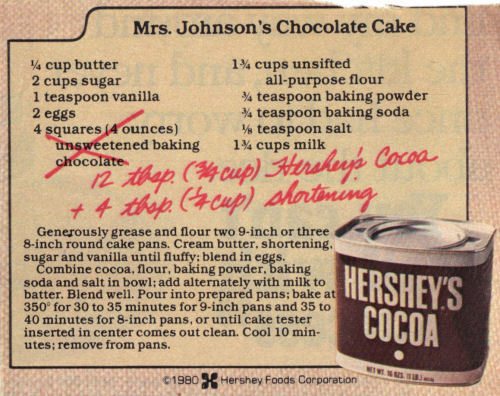 Mrs. Johnson's Chocolate Cake
¼ cup butter
2 cups sugar
1 teaspoon vanilla
2 eggs
4 squares (4 ounces)
unsweetened baking
chocolate
1¾ cups unsifted
all-purpose flour
¾ teaspoon baking powder
¾ teaspoon baking soda
⅛ teaspoon salt
1¾ cups milk
12 tbsp. (¾ cup) Hershey's Cocoa
+ 4 tbsp. (¼ cup) shortening
Generously grease and flour two 9-inch or three
8-inch round cake pans. Cream butter, shortening,
sugar and vanilla until fluffy; blend in eggs.
Combine cocoa, flour, baking powder, baking
soda and salt in bowl; add alternately with milk to
batter. Blend well. Pour into prepared pans; bake at
350° for 30 to 35 minutes for 9-inch pans and 35 to
40 minutes for 8-inch pans, or until cake tester
inserted in center comes out clean. Cool 10 min-
utes; remove from pans.
HERSHEY'S
COCOA
NET WT. 16 OZS. (1 LB.)
©1980 Hershey Foods Corporation